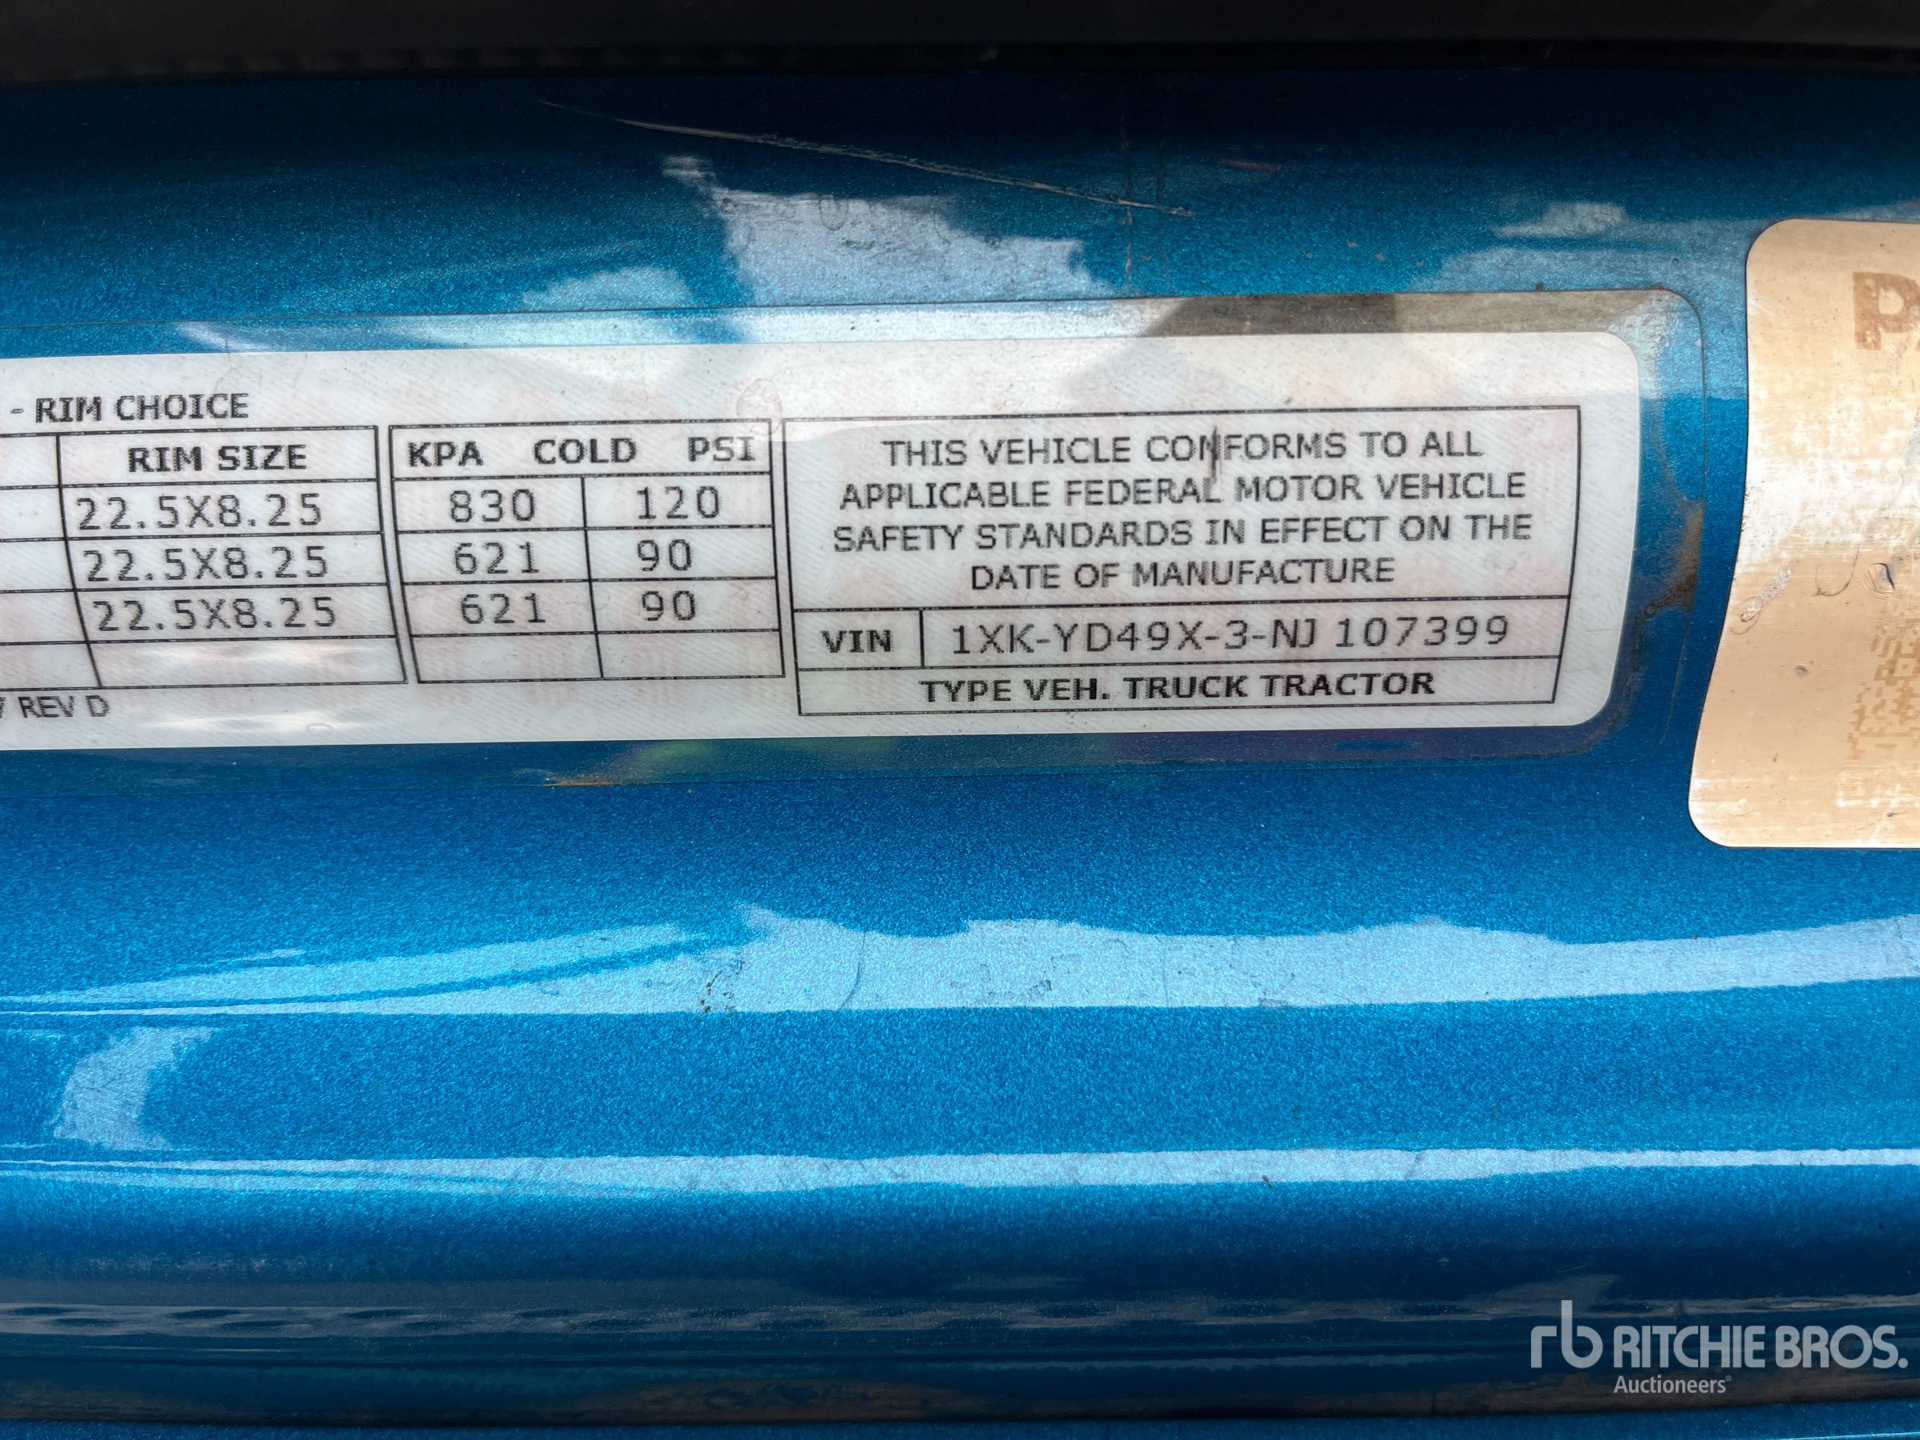 - RIM CHOICE
RIM SIZE
22.5X8.25
22.5X8.25
22.5X8.25
REV D
KPA COLD PSI
830 120
621 90
621 90
THIS VEHICLE CONFORMS TO ALL
APPLICABLE FEDERAL MOTOR VEHICLE
SAFETY STANDARDS IN EFFECT ON THE
DATE OF MANUFACTURE
VIN 1XK-YD49X-3-NJ 107399
TYPE VEH. TRUCK TRACTOR
rb RITCHIE BROS.
Auctioneers